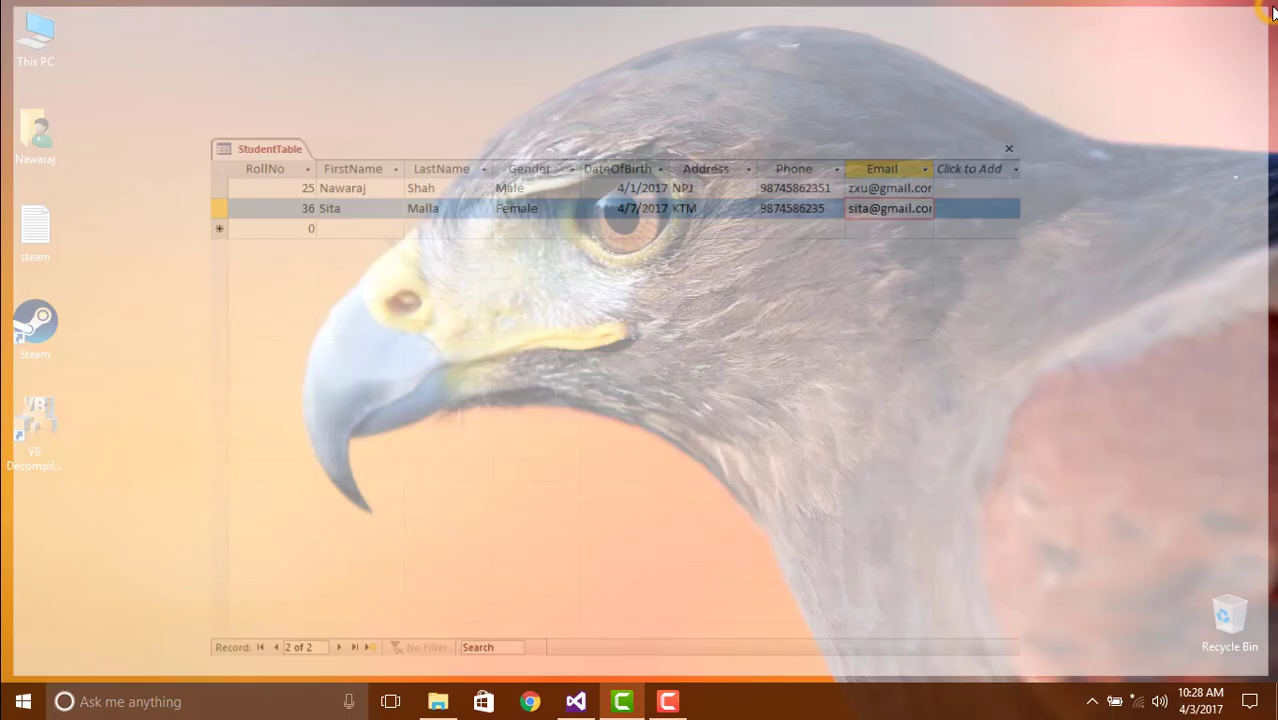 This PC
Nawaraj
steam
Steam
VB
Decompil...
StudentTable
RollNo FirstName LastName Gender DateOfBirth Address Phone Email Click to Add
25 Nawaraj Shah Male 4/1/2017 NPJ 98745862351 zxu@gmail.cor
36 Sita Malla Female 4/7/2017 KTM 9874586235 sita@gmail.cor
0
Record: 2 of 2 No Filter Search
Recycle Bin
Ask me anything
10:28 AM
4/3/2017